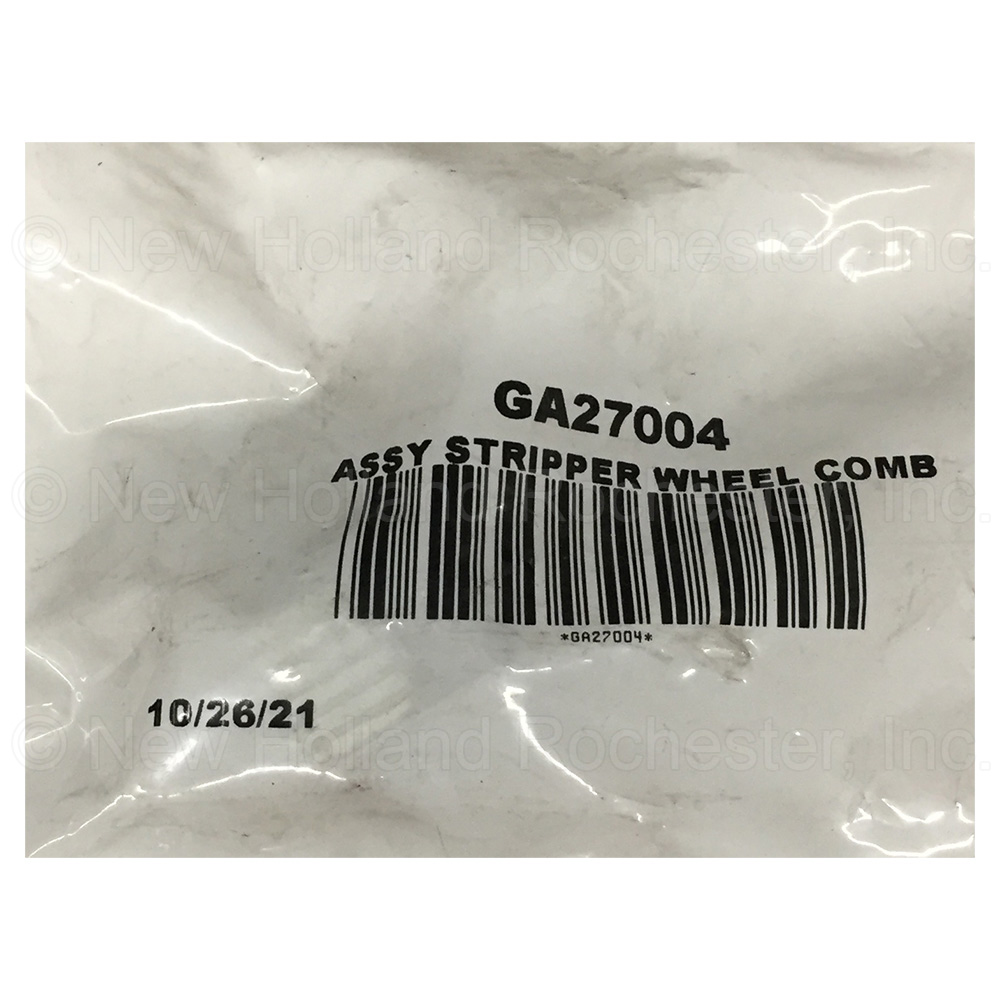 © New Holland Rochester, Inc.
GA27004
ASSY STRIPPER WHEEL COMB
© New Holland Rochester, Inc.
*GA27004*
10/26/21
© New Holland Rochester, Inc.